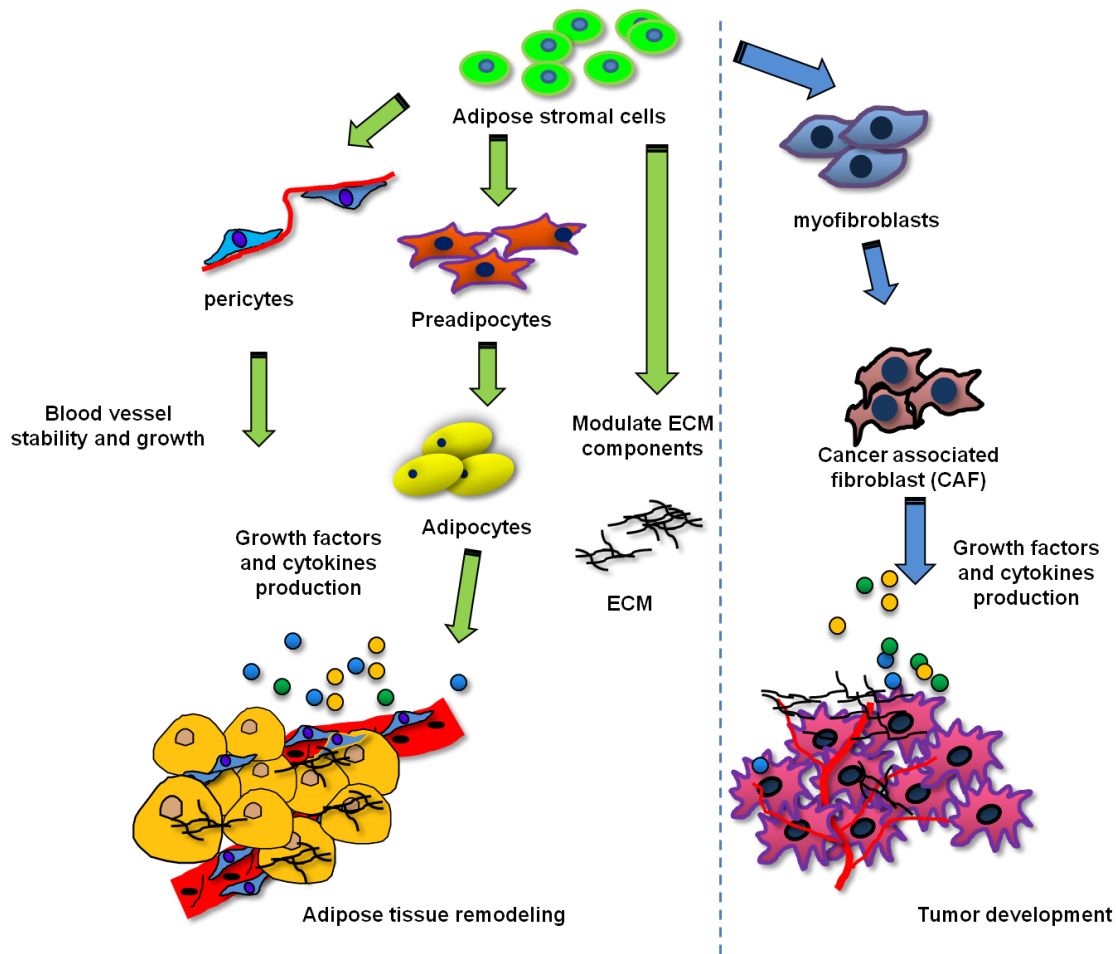 Adipose stromal cells
pericytes
Preadipocytes
Blood vessel
stability and growth
Modulate ECM
components
Adipocytes
Growth factors
and cytokines
production
ECM
Adipose tissue remodeling
myofibroblasts
Cancer associated
fibroblast (CAF)
Growth factors
and cytokines
production
Tumor development